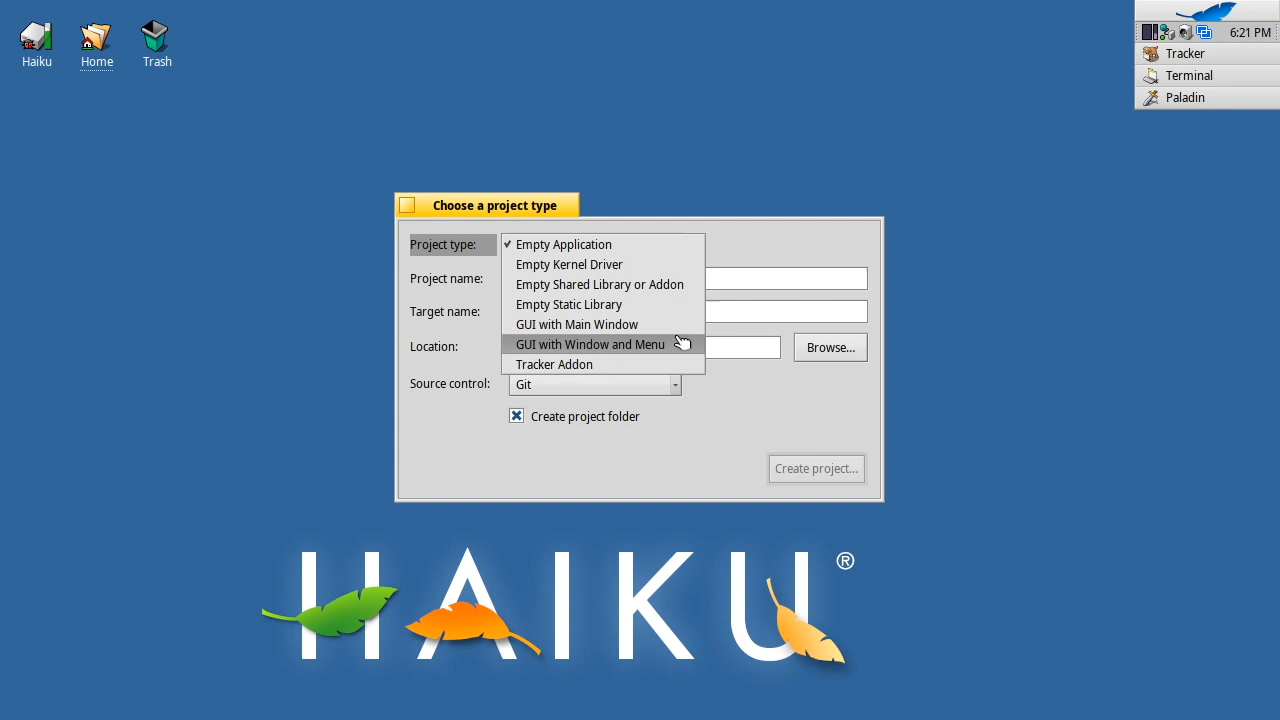 Haiku
Home
Trash
6:21 PM
Tracker
Terminal
Paladin
Choose a project type
Project type:
Empty Application
Empty Kernel Driver
Project name:
Empty Shared Library or Addon
Empty Static Library
Target name:
GUI with Main Window
GUI with Window and Menu
Location:
Browse...
Tracker Addon
Source control:
Git
Create project folder
Create project...
HAIKU®